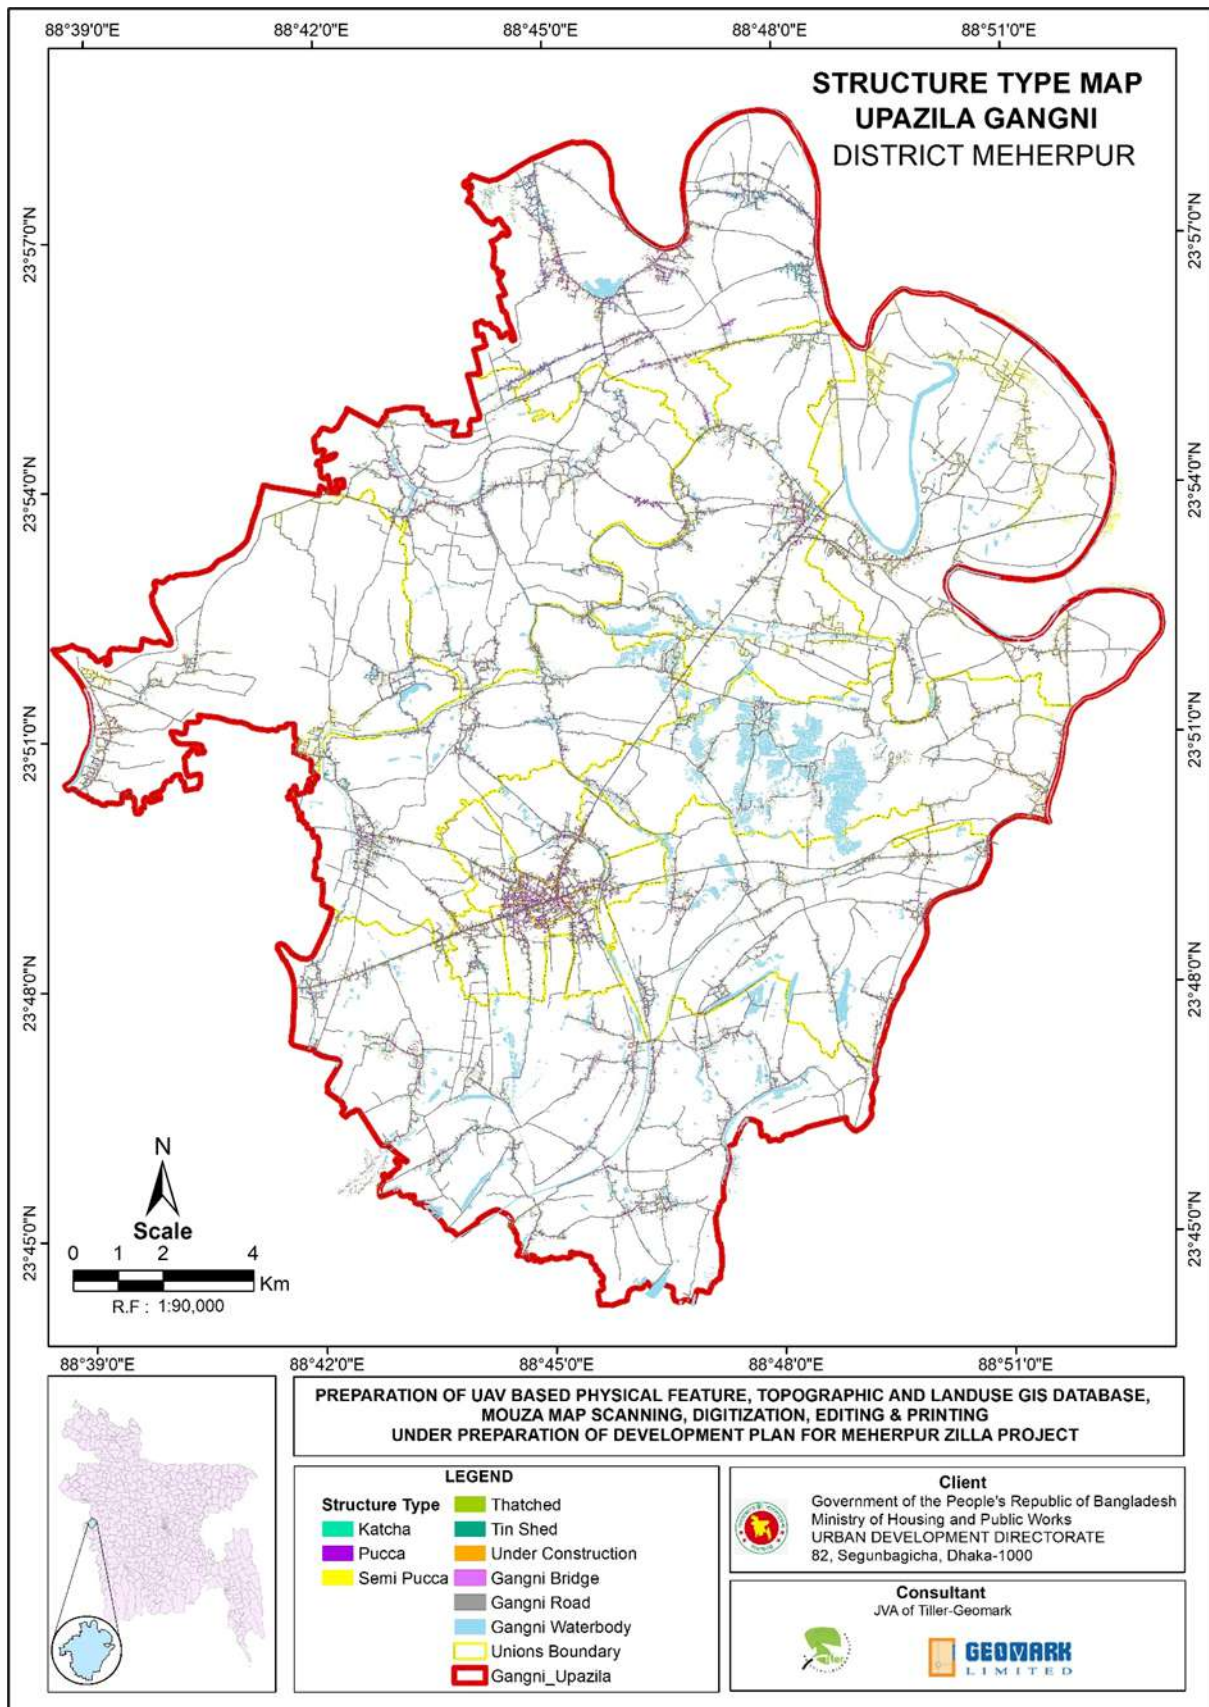 88°39'0"E 88°42'0"E 88°45'0"E 88°48'0"E 88°51'0"E
STRUCTURE TYPE MAP
UPAZILA GANGNI
DISTRICT MEHERPUR
23°57'0"N 23°57'0"N
23°54'0"N 23°54'0"N
23°51'0"N 23°51'0"N
23°48'0"N 23°48'0"N
23°45'0"N 23°45'0"N
N
Scale
0 1 2 4
Km
R.F : 1:90,000
88°39'0"E 88°42'0"E 88°45'0"E 88°48'0"E 88°51'0"E
PREPARATION OF UAV BASED PHYSICAL FEATURE, TOPOGRAPHIC AND LANDUSE GIS DATABASE,
MOUZA MAP SCANNING, DIGITIZATION, EDITING & PRINTING
UNDER PREPARATION OF DEVELOPMENT PLAN FOR MEHERPUR ZILLA PROJECT
LEGEND
Structure Type
Katcha
Pucca
Semi Pucca
Thatched
Tin Shed
Under Construction
Gangni Bridge
Gangni Road
Gangni Waterbody
Unions Boundary
Gangni_Upazila
Client
Government of the People's Republic of Bangladesh
Ministry of Housing and Public Works
URBAN DEVELOPMENT DIRECTORATE
82, Segunbagicha, Dhaka-1000
Consultant
JVA of Tiller-Geomark
GEOMARK
LIMITED